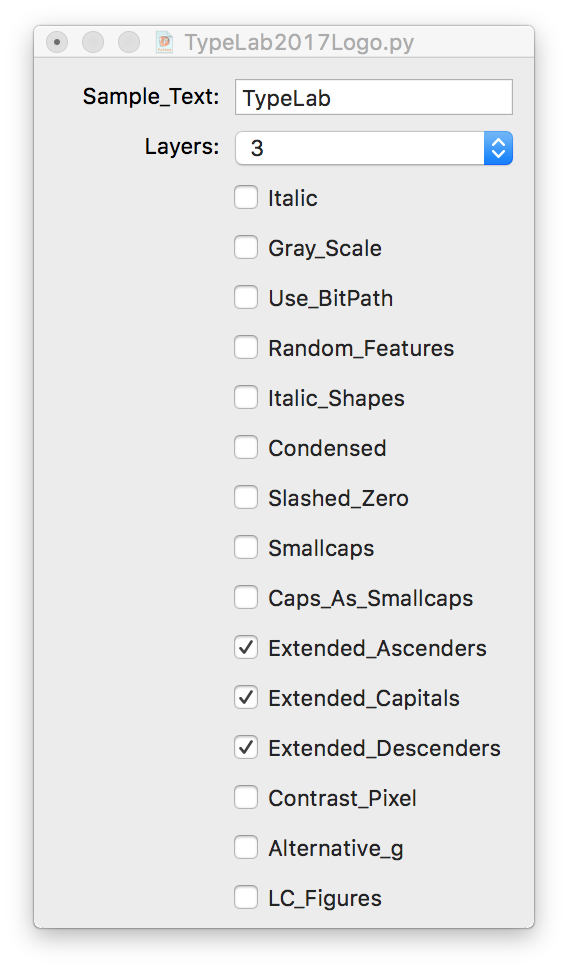 TypeLab2017Logo.py
Sample_Text: TypeLab
Layers: 3
Italic
Gray_Scale
Use_BitPath
Random_Features
Italic_Shapes
Condensed
Slashed_Zero
Smallcaps
Caps_As_Smallcaps
Extended_Ascenders
Extended_Capitals
Extended_Descenders
Contrast_Pixel
Alternative_g
LC_Figures